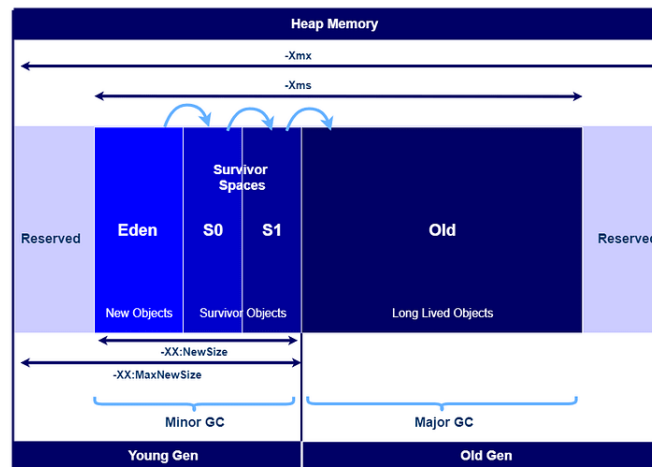 Heap Memory
-Xmx
-Xms
Survivor
Spaces
Reserved
Eden
S0
S1
Old
Reserved
New Objects
Survivor Objects
Long Lived Objects
-XX:NewSize
-XX:MaxNewSize
Minor GC
Major GC
Young Gen
Old Gen